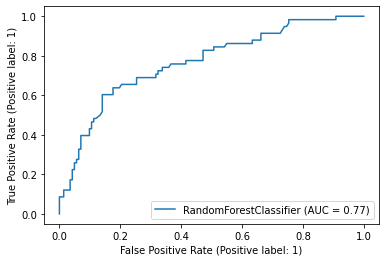 1.0
0.8
0.6
0.4
0.2
0.0
True Positive Rate (Positive label: 1)
RandomForestClassifier (AUC = 0.77)
0.0 0.2 0.4 0.6 0.8 1.0
False Positive Rate (Positive label: 1)